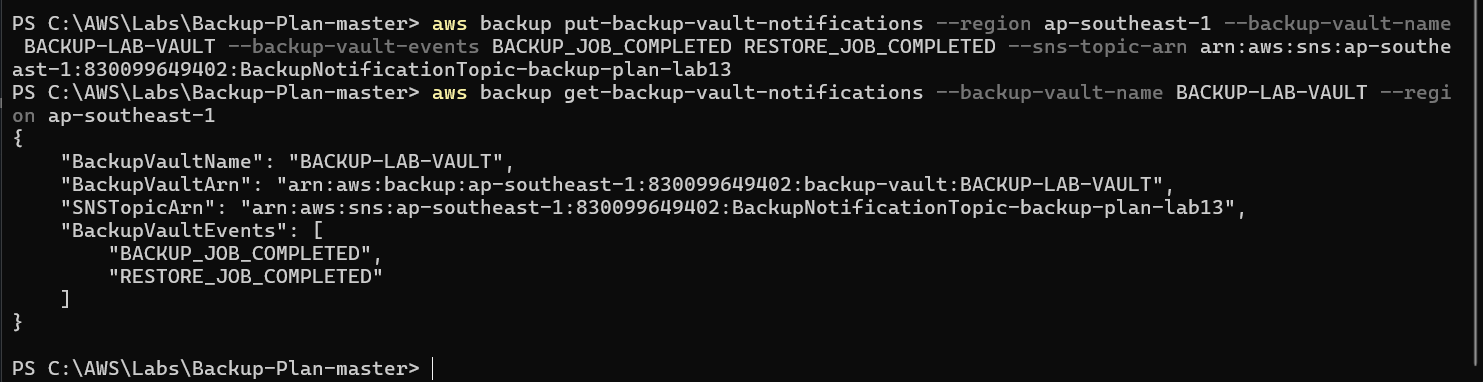 PS C:\AWS\Labs\Backup-Plan-master> aws backup put-backup-vault-notifications --region ap-southeast-1 --backup-vault-name
 BACKUP-LAB-VAULT --backup-vault-events BACKUP_JOB_COMPLETED RESTORE_JOB_COMPLETED --sns-topic-arn arn:aws:sns:ap-southe
ast-1:830099649402:BackupNotificationTopic-backup-plan-lab13
PS C:\AWS\Labs\Backup-Plan-master> aws backup get-backup-vault-notifications --backup-vault-name BACKUP-LAB-VAULT --regi
on ap-southeast-1
{
    "BackupVaultName": "BACKUP-LAB-VAULT",
    "BackupVaultArn": "arn:aws:backup:ap-southeast-1:830099649402:backup-vault:BACKUP-LAB-VAULT",
    "SNSTopicArn": "arn:aws:sns:ap-southeast-1:830099649402:BackupNotificationTopic-backup-plan-lab13",
    "BackupVaultEvents": [
        "BACKUP_JOB_COMPLETED",
        "RESTORE_JOB_COMPLETED"
    ]
}
PS C:\AWS\Labs\Backup-Plan-master>